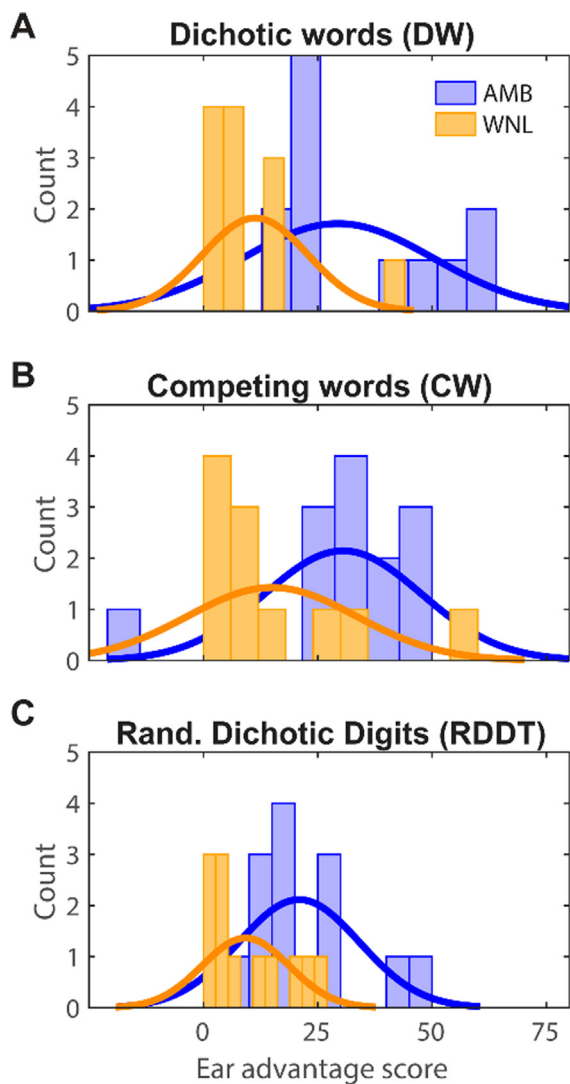 A
Dichotic words (DW)
5
4
3
2
1
0
Count
AMB
WNL
B
Competing words (CW)
5
4
3
2
1
0
Count
C
Rand. Dichotic Digits (RDDT)
5
4
3
2
1
0
Count
0 25 50 75
Ear advantage score